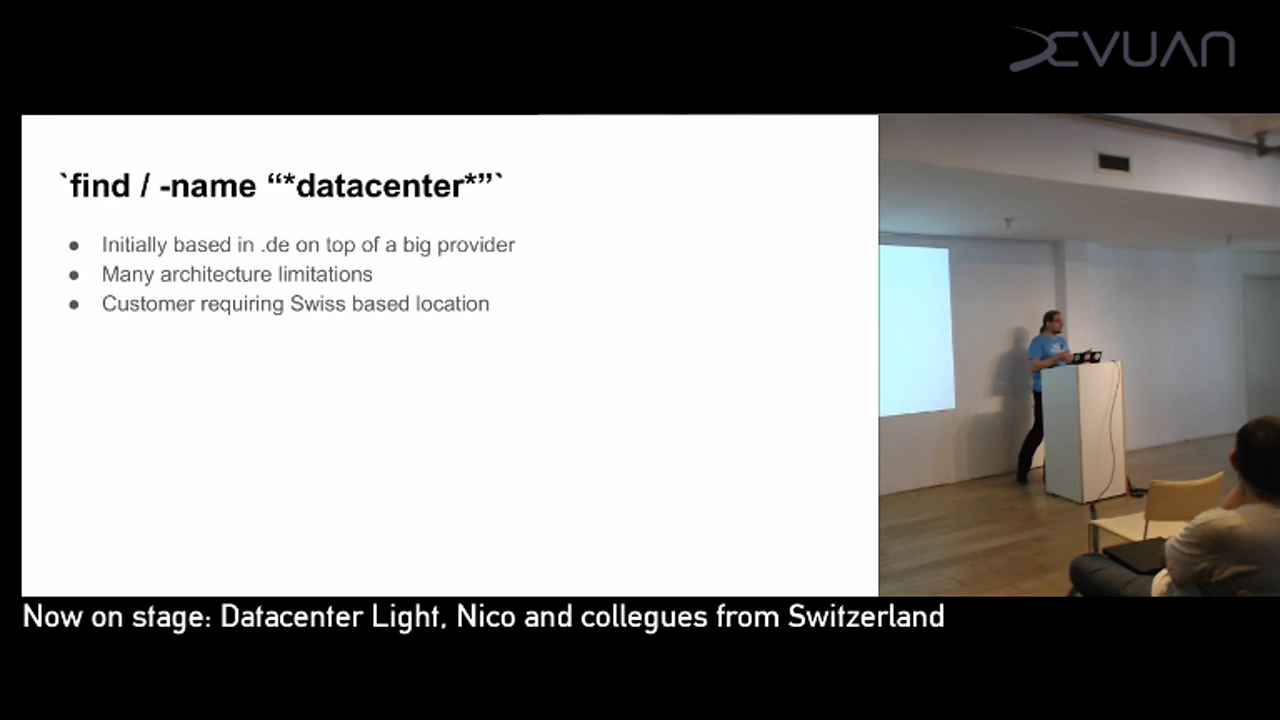 DEVUAN
`find / -name “*datacenter*”`
● Initially based in .de on top of a big provider
● Many architecture limitations
● Customer requiring Swiss based location
Now on stage: Datacenter Light, Nico and collegues from Switzerland